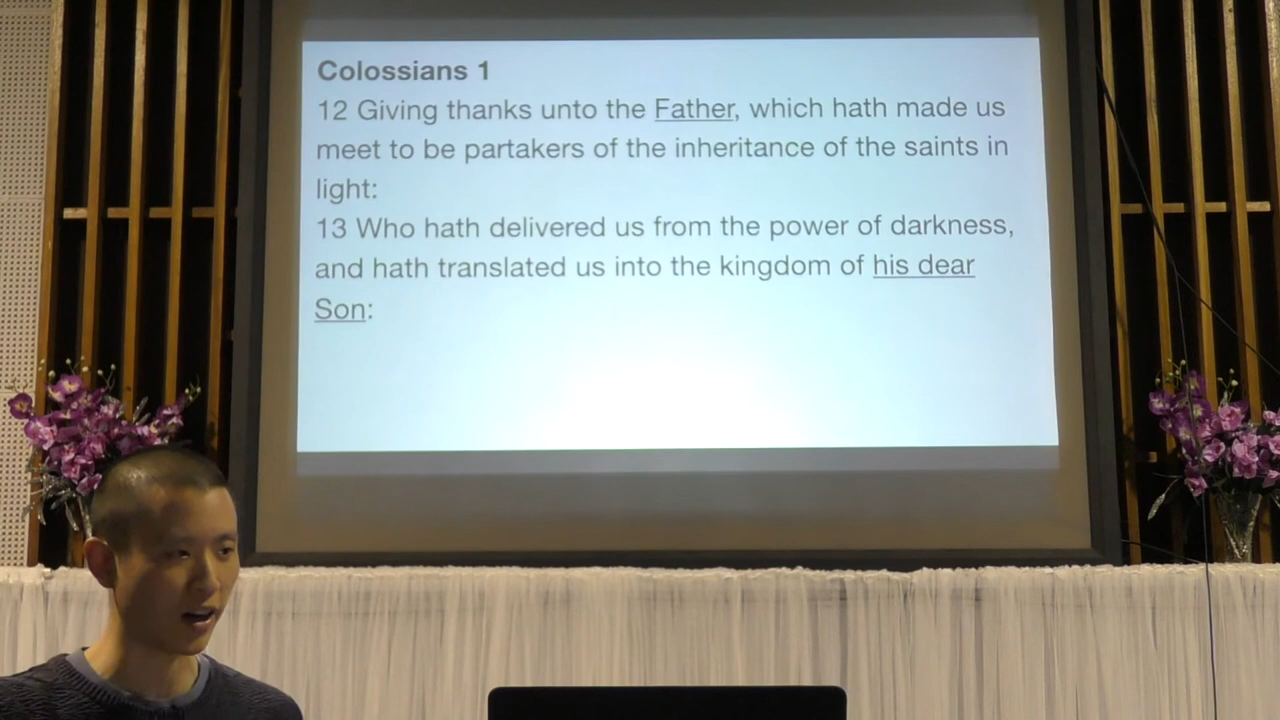 Colossians 1
12 Giving thanks unto the Father, which hath made us
meet to be partakers of the inheritance of the saints in
light:
13 Who hath delivered us from the power of darkness,
and hath translated us into the kingdom of his dear
Son: